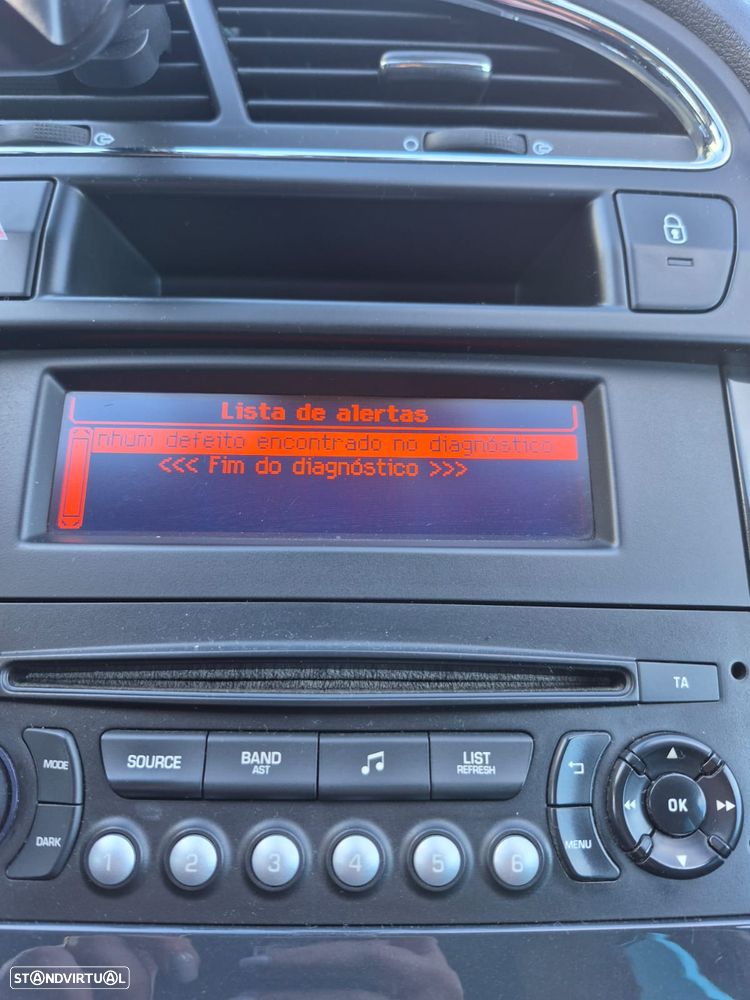 Lista de alertas
nhum defeito encontrado no diagnóstico
<<< Fim do diagnóstico >>>
TA
MODE
SOURCE
BAND
AST
LIST
REFRESH
DARK
MENU
OK
1 2 3 4 5 6
STANDVIRTUAL